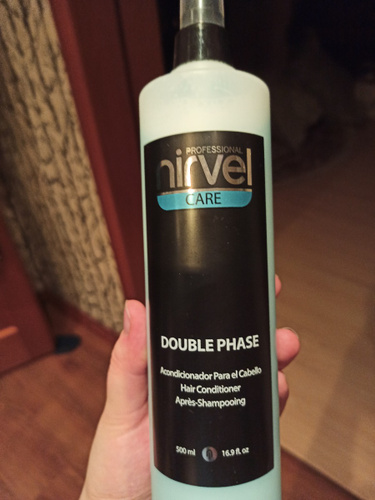 PROFESSIONAL
nirvel
CARE
DOUBLE PHASE
Acondicionador Para el Cabello
Hair Conditioner
Après-Shampooing
500 ml 16.9 fl. oz